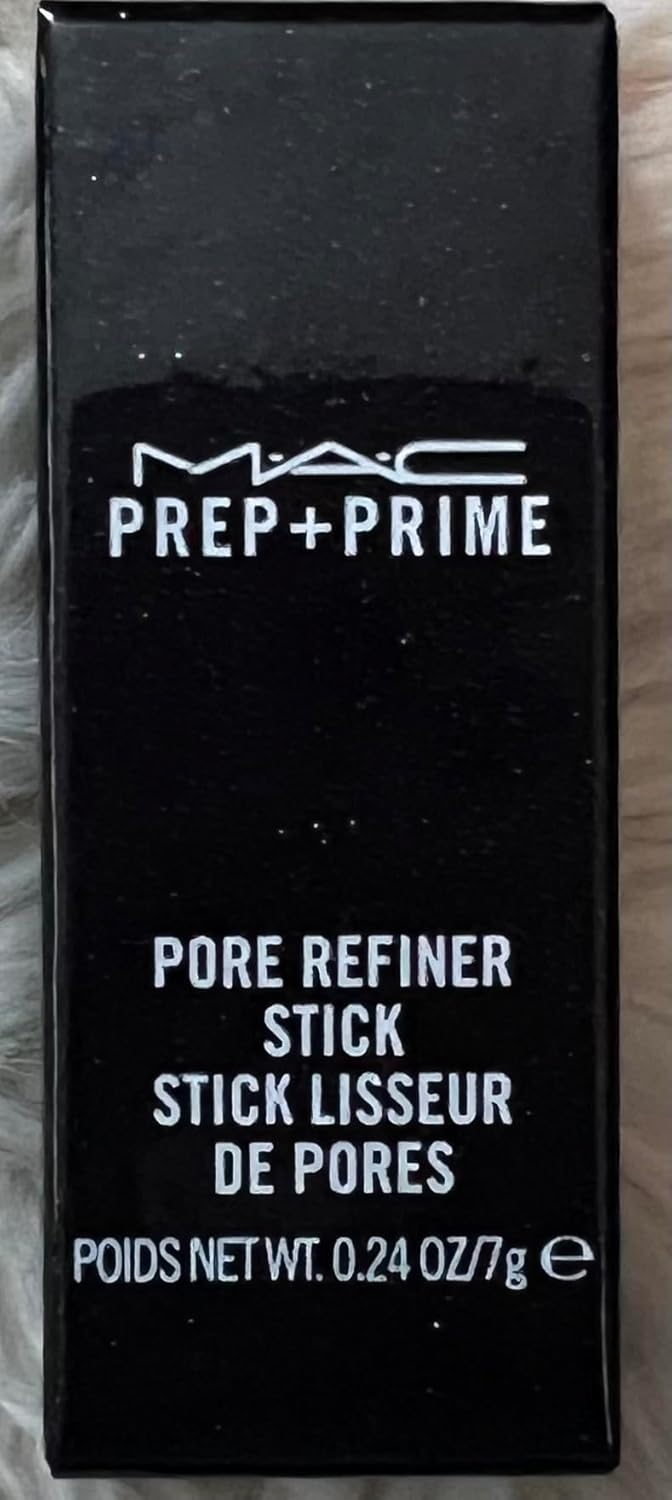 M·A·C
PREP+PRIME
PORE REFINER
STICK
STICK LISSEUR
DE PORES
POIDS NET WT. 0.24 OZ/7g ℮